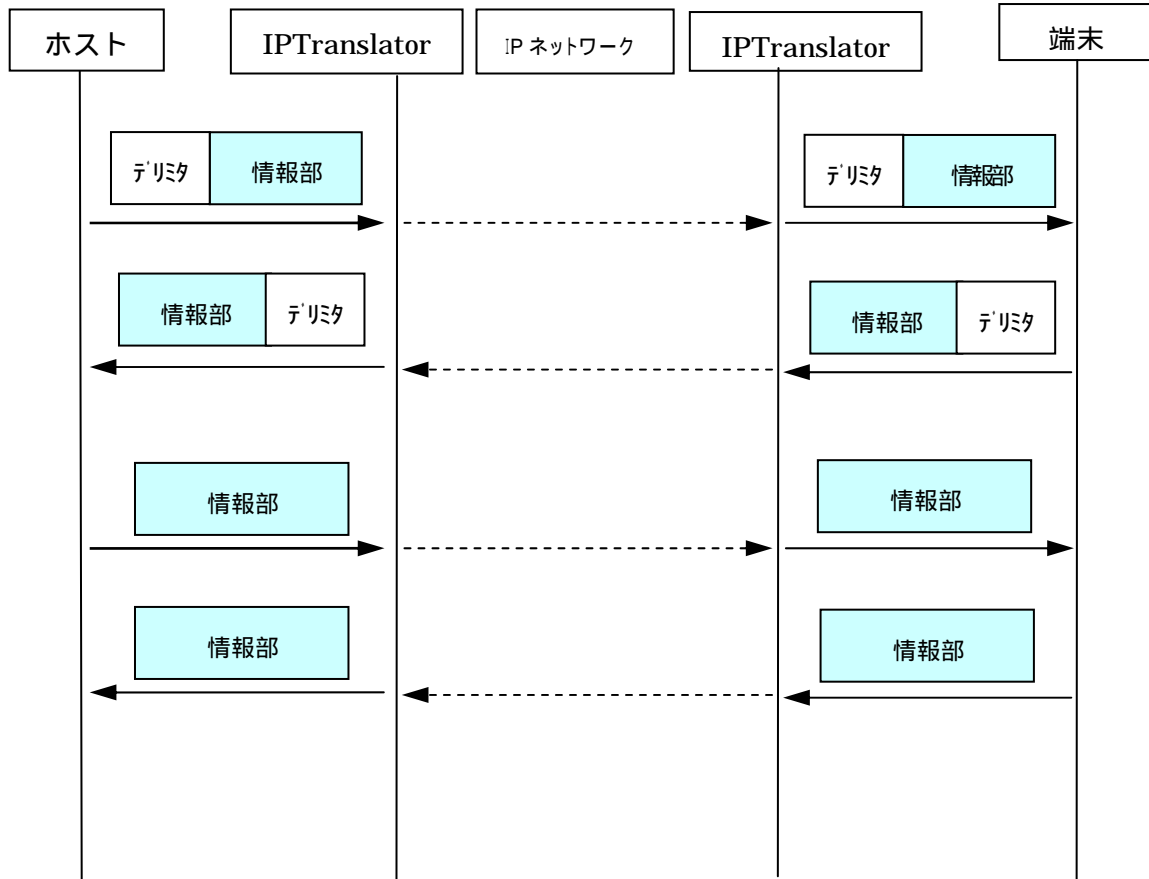 ホスト
IPTranslator
IP ネットワーク
IPTranslator
端末
ﾃﾞﾘﾐﾀ
情報部
ﾃﾞﾘﾐﾀ
情報部
情報部
ﾃﾞﾘﾐﾀ
情報部
ﾃﾞﾘﾐﾀ
情報部
情報部
情報部
情報部